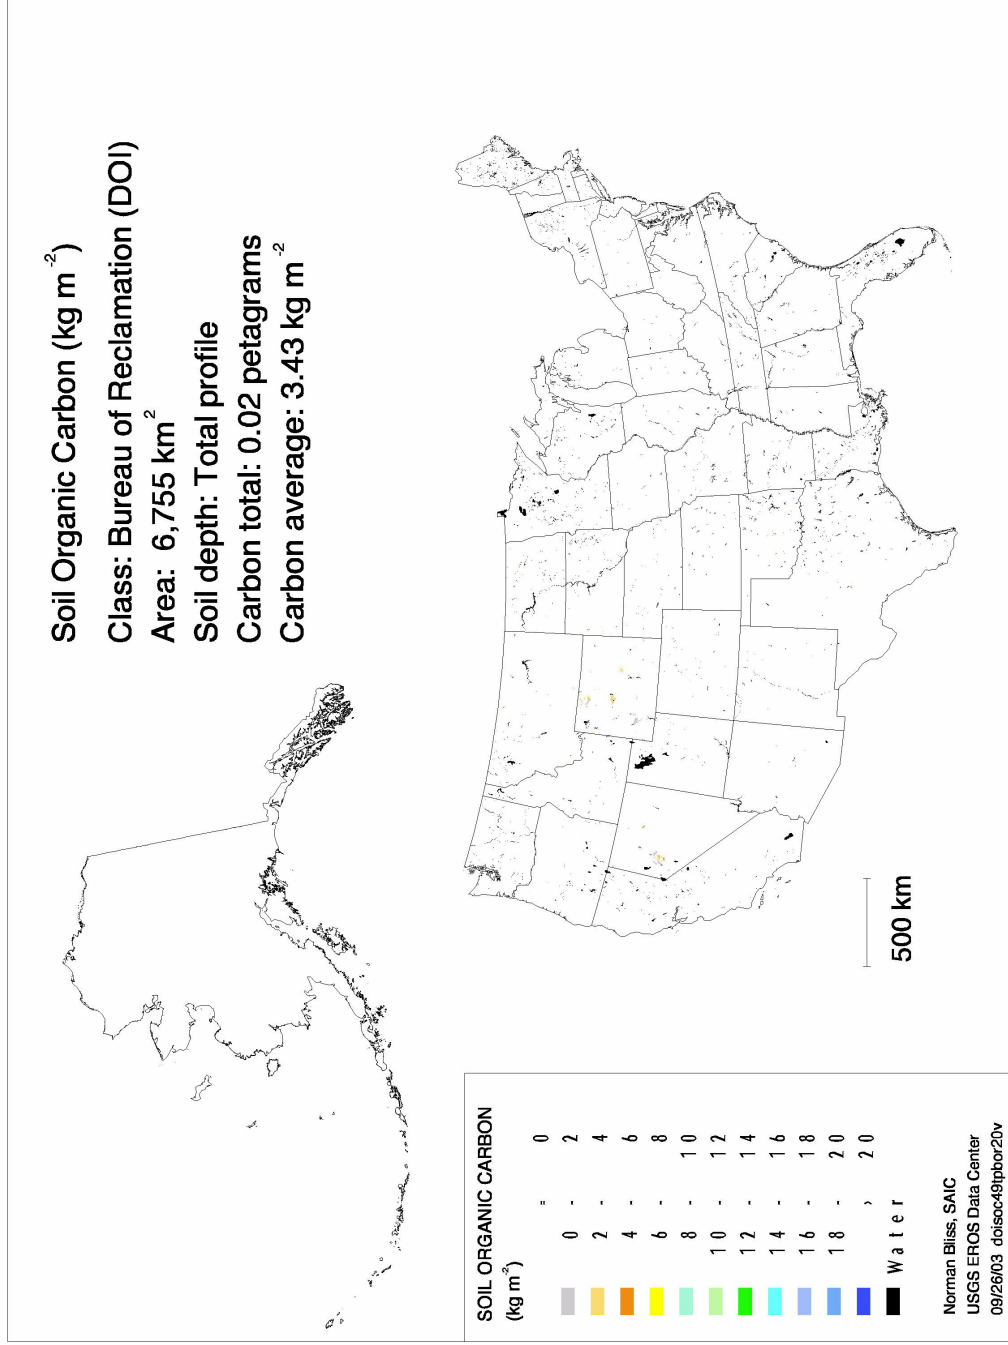 Soil Organic Carbon (kg m⁻²)
Class: Bureau of Reclamation (DOI)
Area: 6,755 km²
Soil depth: Total profile
Carbon total: 0.02 petagrams
Carbon average: 3.43 kg m⁻²
500 km
SOIL ORGANIC CARBON
(kg m⁻²)
= 0
0 - 2
2 - 4
4 - 6
6 - 8
8 - 10
10 - 12
12 - 14
14 - 16
16 - 18
18 - 20
> 20
Water
Norman Bliss, SAIC
USGS EROS Data Center
09/26/03 doisoc49tpbor20v